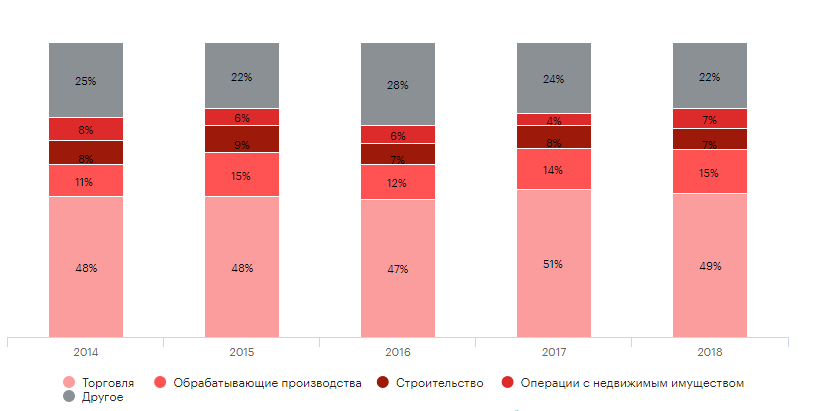 25% 22% 28% 24% 22%
8% 6% 6% 4% 7%
8% 9% 7% 8% 7%
11% 15% 12% 14% 15%
48% 48% 47% 51% 49%
2014 2015 2016 2017 2018
Торговля Обрабатывающие производства Строительство Операции с недвижимым имуществом
Другое